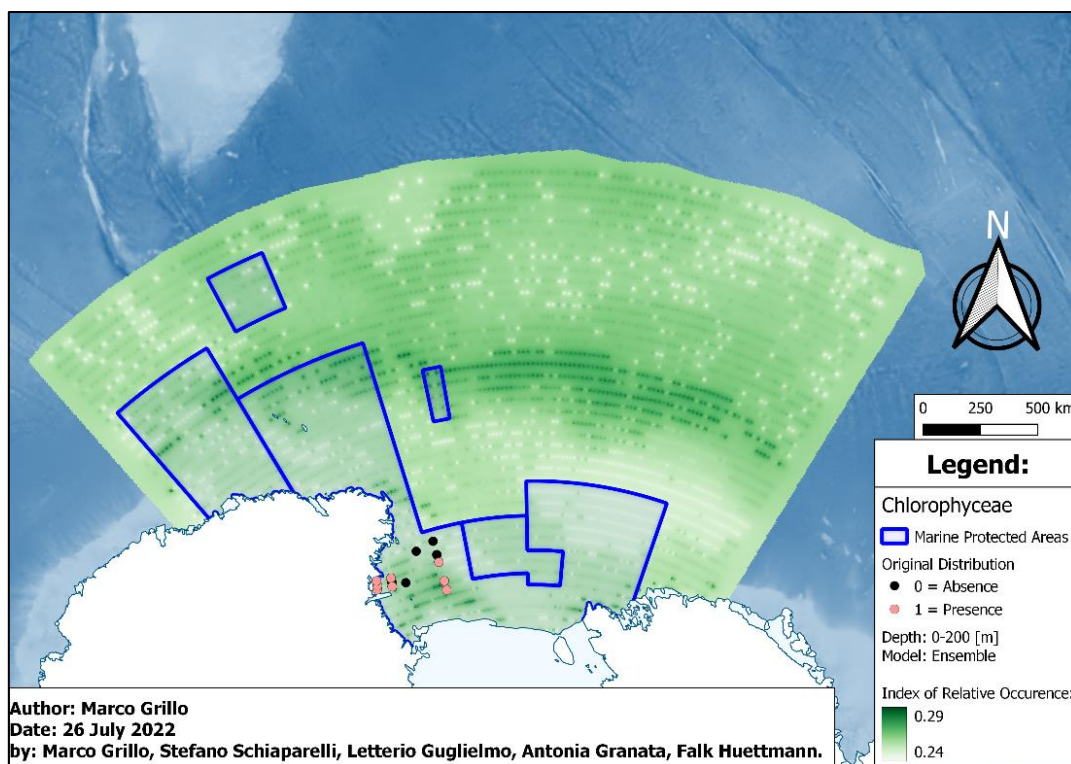 N
0 250 500 km
Legend:
Chlorophyceae
Marine Protected Areas
Original Distribution
0 = Absence
1 = Presence
Depth: 0-200 [m]
Model: Ensemble
Index of Relative Occurence:
0.29
0.24
Author: Marco Grillo
Date: 26 July 2022
by: Marco Grillo, Stefano Schiaparelli, Letterio Guglielmo, Antonia Granata, Falk Huettmann.